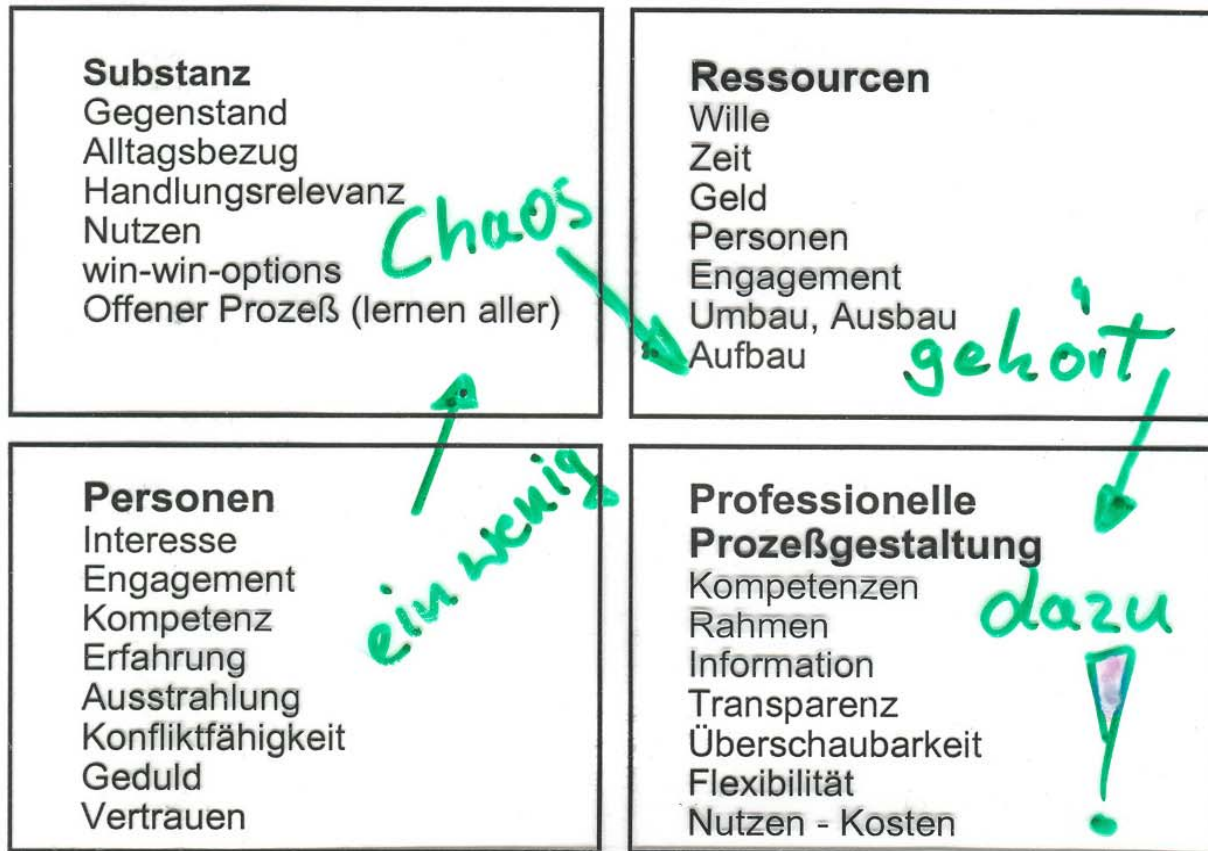 Substanz
Gegenstand
Alltagsbezug
Handlungsrelevanz
Nutzen
win-win-options
Offener Prozeß (lernen aller)
Ressourcen
Wille
Zeit
Geld
Personen
Engagement
Umbau, Ausbau
Aufbau
Personen
Interesse
Engagement
Kompetenz
Erfahrung
Ausstrahlung
Konfliktfähigkeit
Geduld
Vertrauen
Professionelle
Prozeßgestaltung
Kompetenzen
Rahmen
Information
Transparenz
Überschaubarkeit
Flexibilität
Nutzen - Kosten
ein wenig
Chaos
gehört
dazu
!